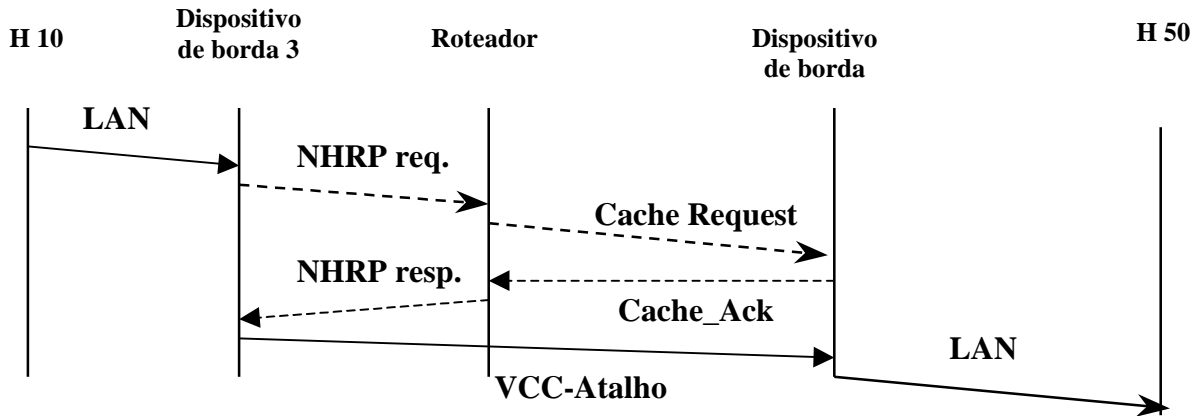 H 10
Dispositivo
de borda 3
Roteador
Dispositivo
de borda
H 50
LAN
NHRP req.
Cache Request
NHRP resp.
Cache_Ack
LAN
VCC-Atalho